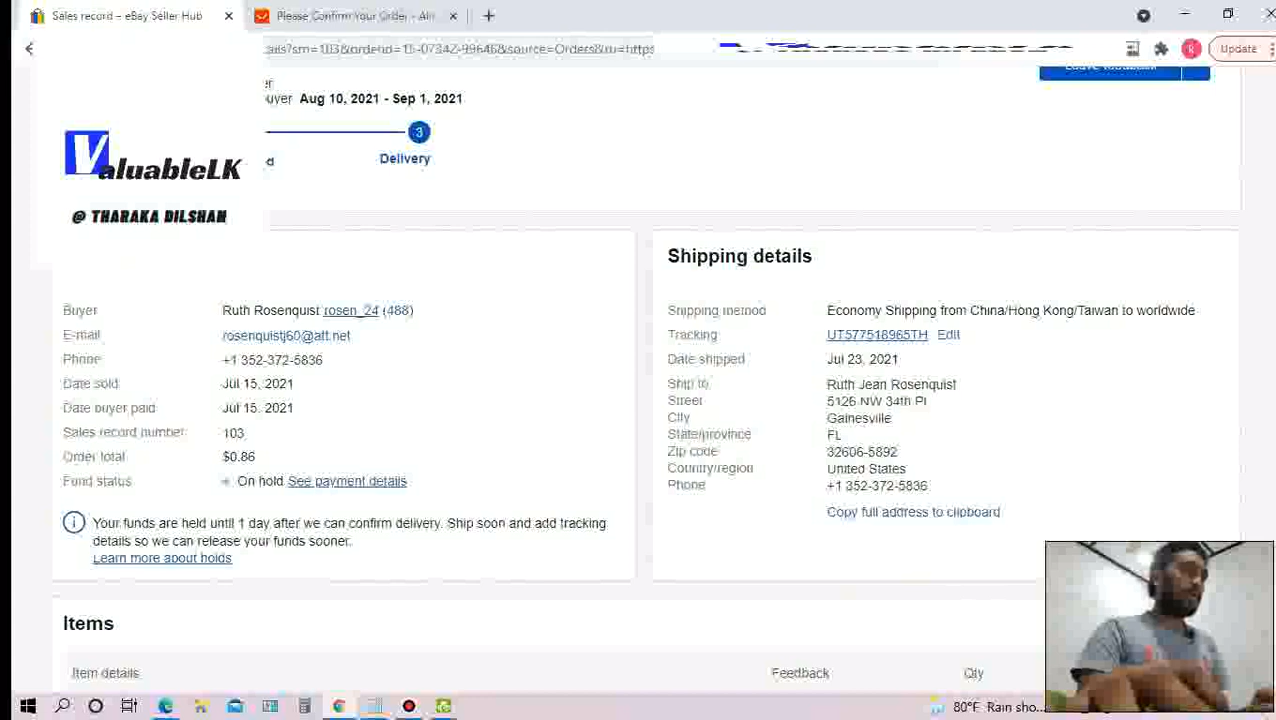 Sales record – eBay Seller Hub
Please Confirm Your Order - Ali
Update
Aug 10, 2021 - Sep 1, 2021
3
Delivery
ValuableLK
@ THARAKA DILSHAN
Buyer Ruth Rosenquist rosen_24 (488)
E-mail rosenquistj60@att.net
Phone +1 352-372-5836
Date sold Jul 15, 2021
Date buyer paid Jul 15, 2021
Sales record number 103
Order total $0.86
Fund status On hold See payment details
Your funds are held until 1 day after we can confirm delivery. Ship soon and add tracking
details so we can release your funds sooner.
Learn more about holds
Shipping details
Shipping method Economy Shipping from China/Hong Kong/Taiwan to worldwide
Tracking UT577518965TH Edit
Date shipped Jul 23, 2021
Ship to Ruth Jean Rosenquist
Street 5126 NW 34th Pl
City Gainesville
State/province FL
Zip code 32606-5892
Country/region United States
Phone +1 352-372-5836
Copy full address to clipboard
Items
Item details Feedback Qty
80°F Rain sho...